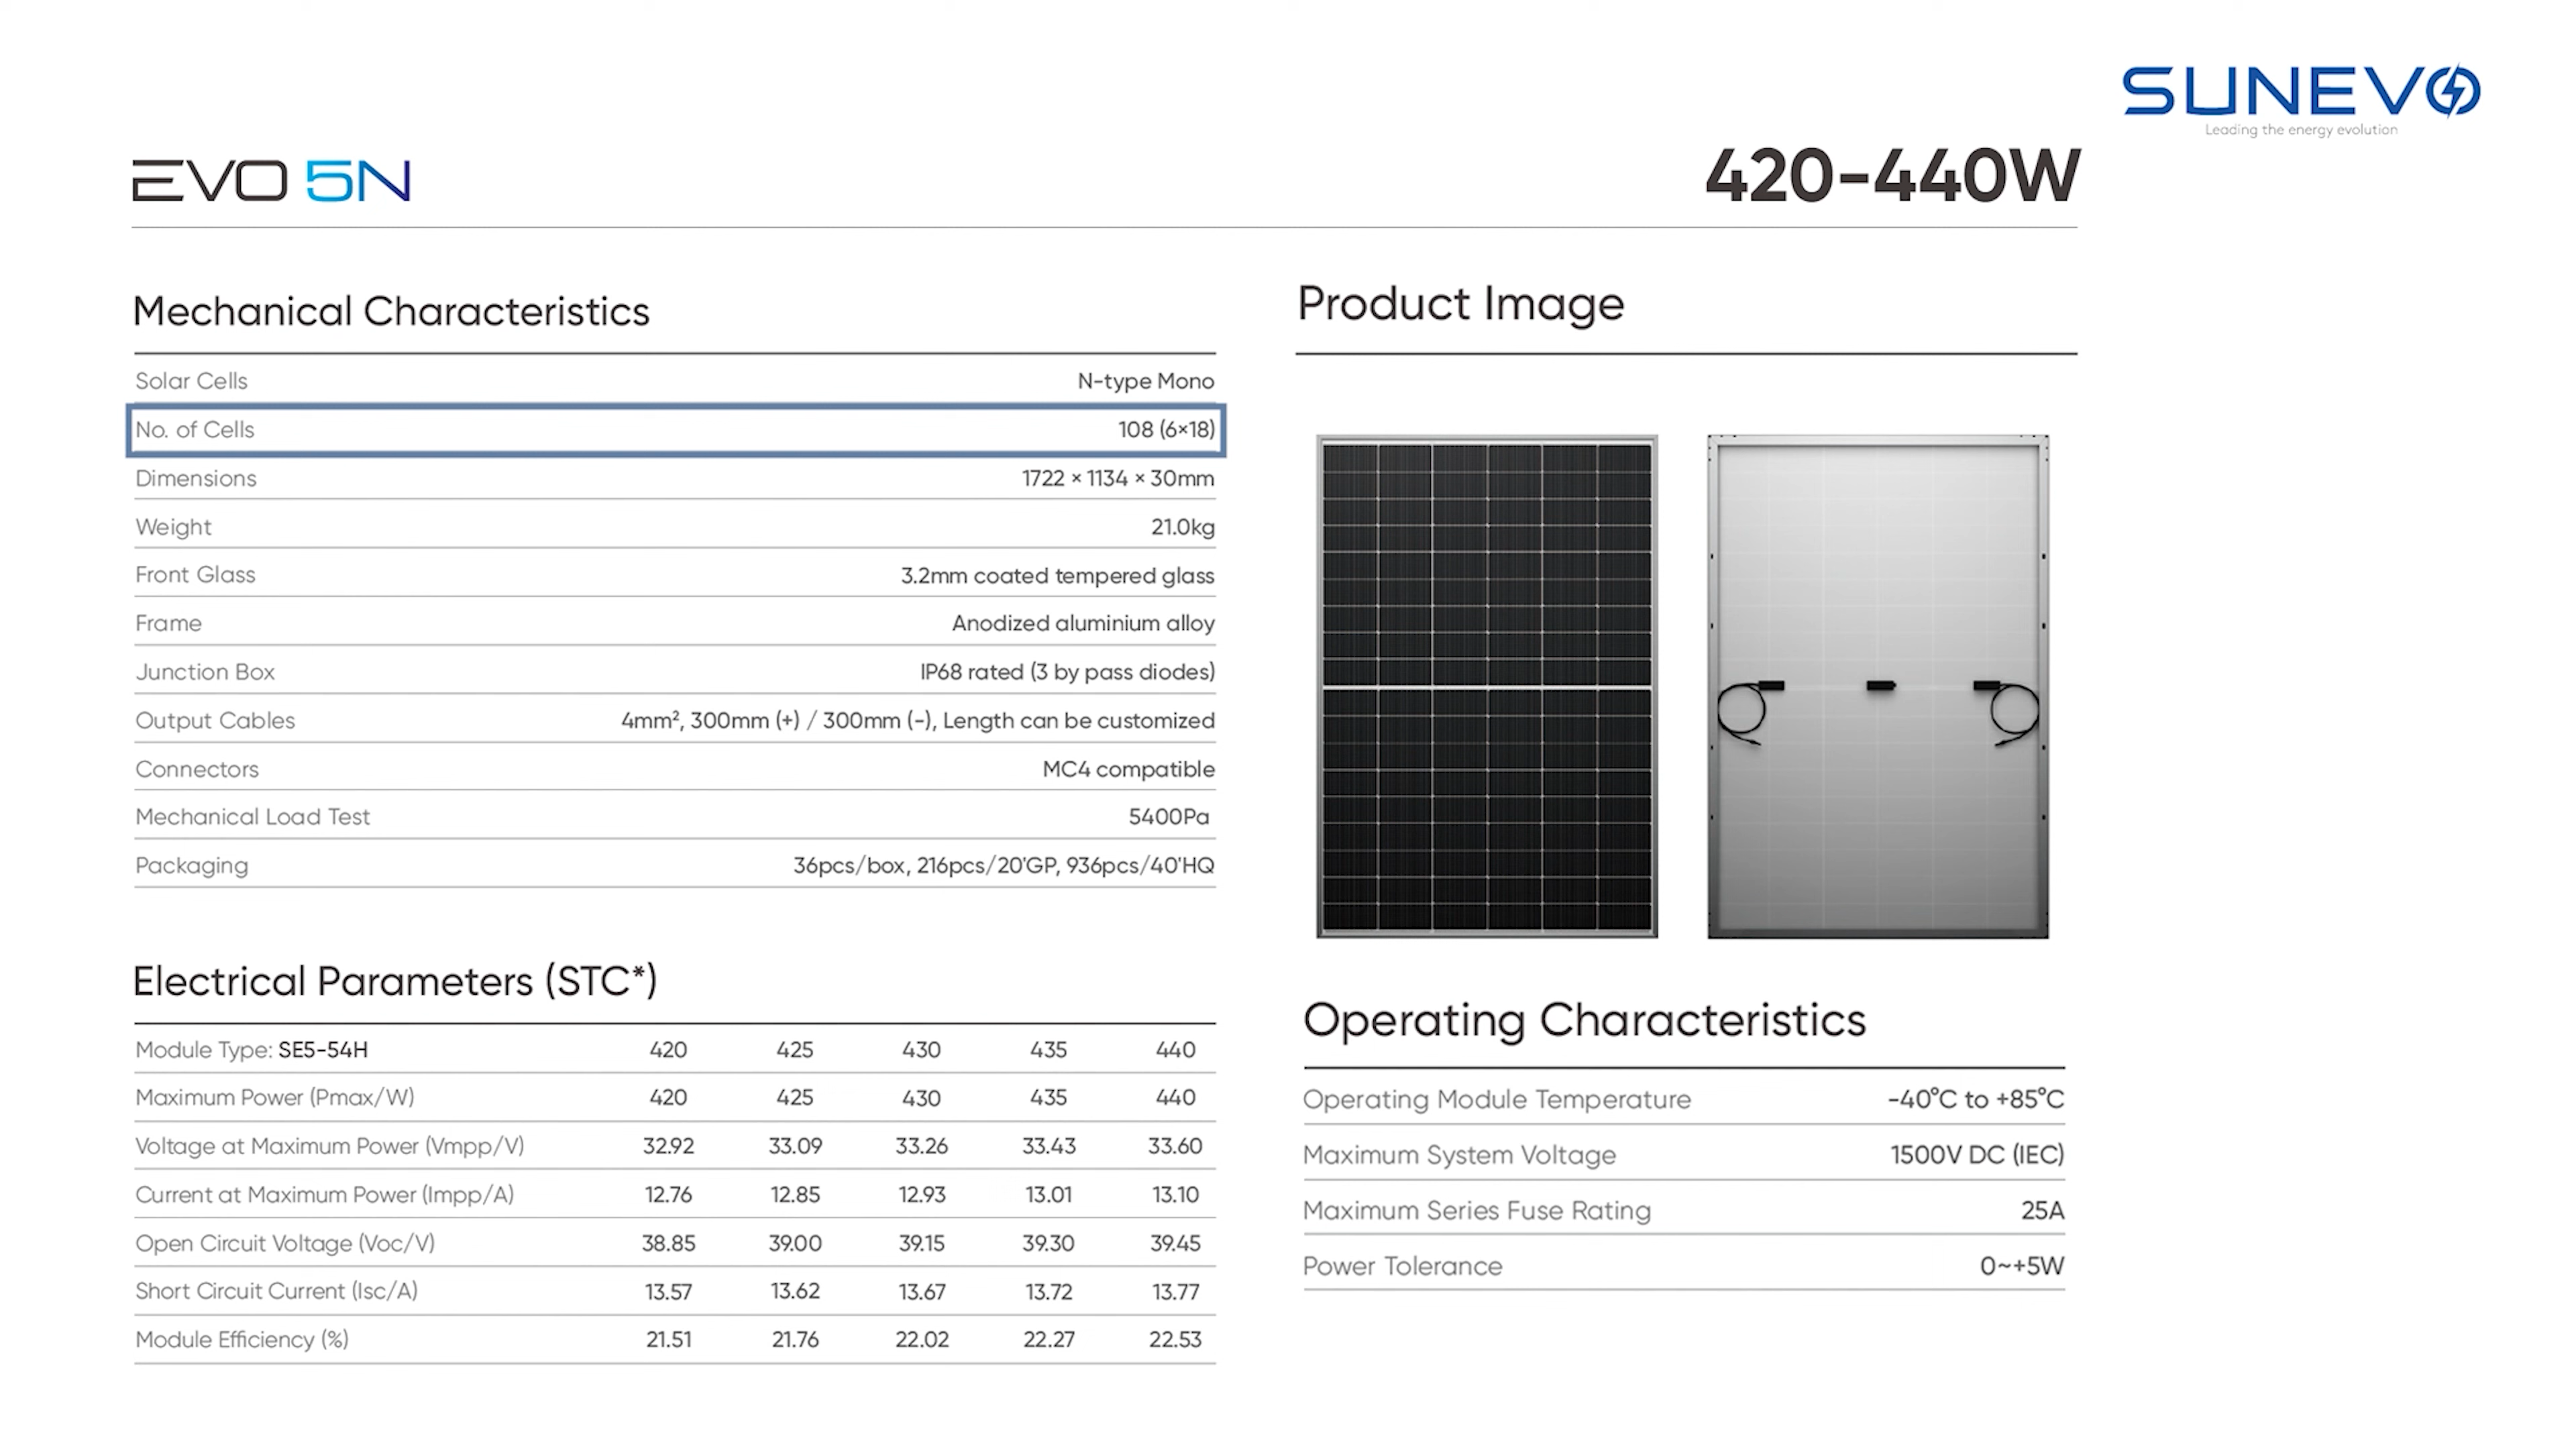 SUNEVO
Leading the energy evolution
EVO 5N
420-440W
Mechanical Characteristics
Solar Cells N-type Mono
No. of Cells 108 (6×18)
Dimensions 1722 × 1134 × 30mm
Weight 21.0kg
Front Glass 3.2mm coated tempered glass
Frame Anodized aluminium alloy
Junction Box IP68 rated (3 by pass diodes)
Output Cables 4mm², 300mm (+) / 300mm (-), Length can be customized
Connectors MC4 compatible
Mechanical Load Test 5400Pa
Packaging 36pcs/box, 216pcs/20'GP, 936pcs/40'HQ
Electrical Parameters (STC*)
Module Type: SE5-54H 420 425 430 435 440
Maximum Power (Pmax/W) 420 425 430 435 440
Voltage at Maximum Power (Vmpp/V) 32.92 33.09 33.26 33.43 33.60
Current at Maximum Power (Impp/A) 12.76 12.85 12.93 13.01 13.10
Open Circuit Voltage (Voc/V) 38.85 39.00 39.15 39.30 39.45
Short Circuit Current (Isc/A) 13.57 13.62 13.67 13.72 13.77
Module Efficiency (%) 21.51 21.76 22.02 22.27 22.53
Product Image
Operating Characteristics
Operating Module Temperature -40°C to +85°C
Maximum System Voltage 1500V DC (IEC)
Maximum Series Fuse Rating 25A
Power Tolerance 0~+5W